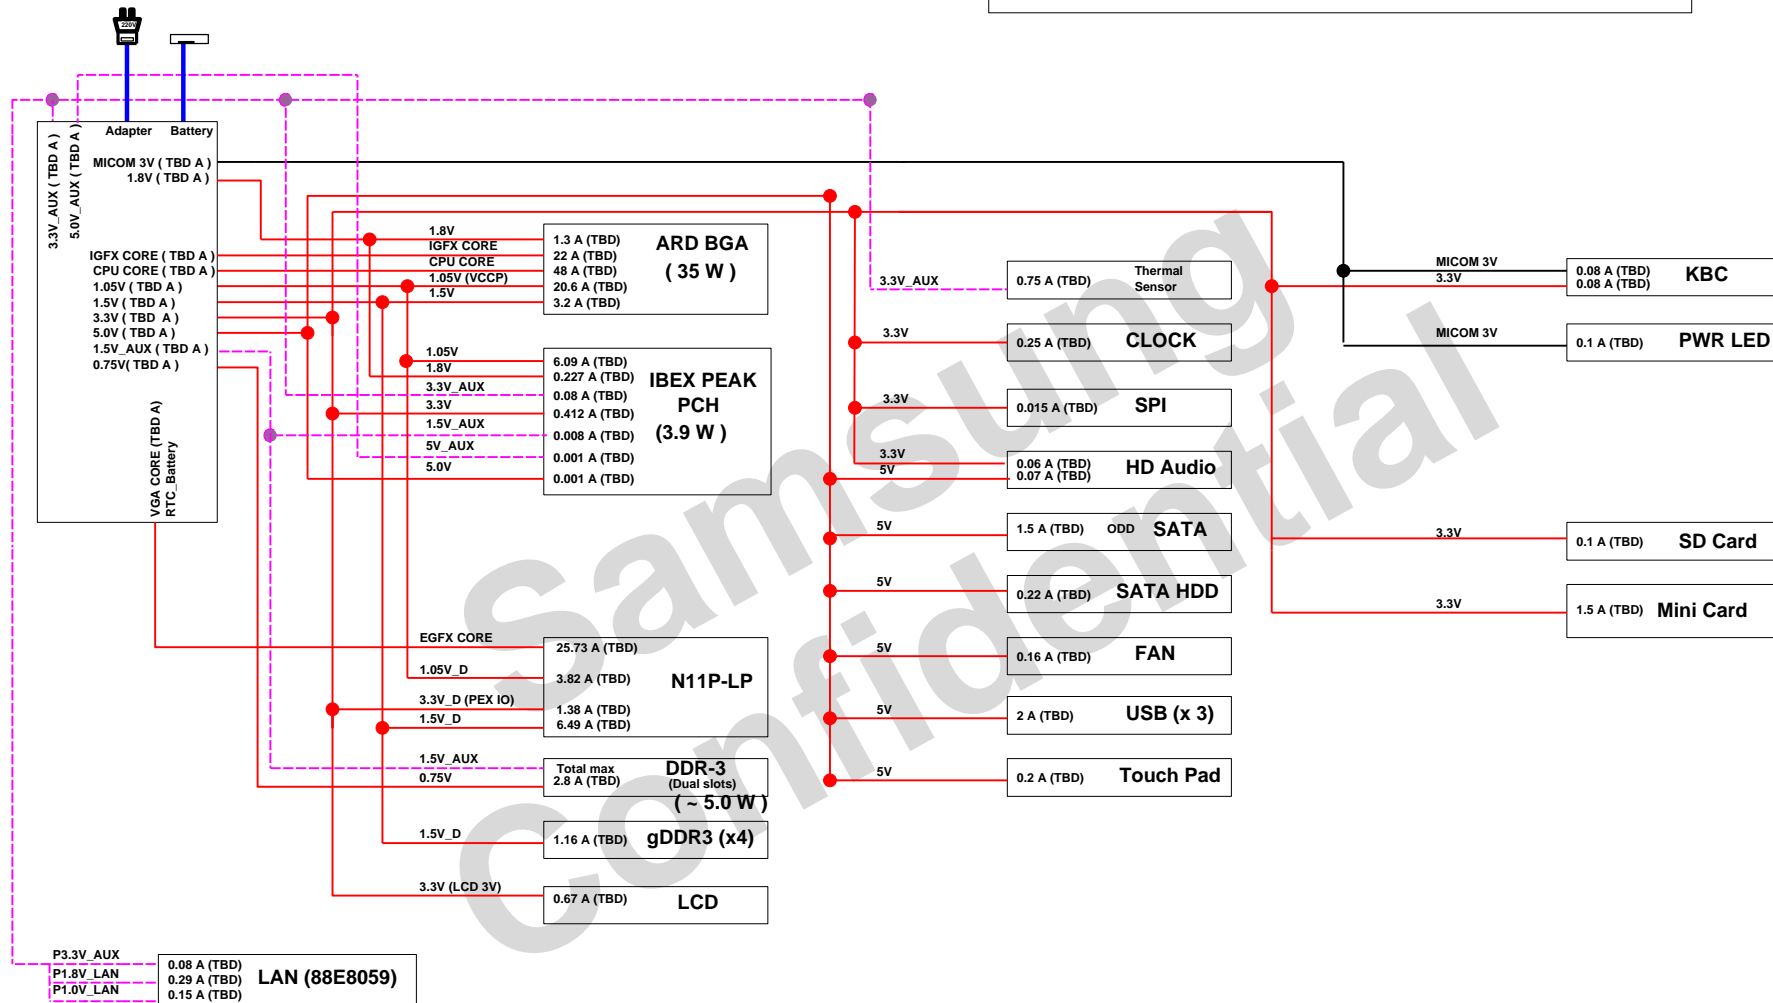 220V
Adapter Battery
3.3V_AUX ( TBD A )
5.0V_AUX ( TBD A )
MICOM 3V ( TBD A )
1.8V ( TBD A )
IGFX CORE ( TBD A )
CPU CORE ( TBD A )
1.05V ( TBD A )
1.5V ( TBD A )
3.3V ( TBD A )
5.0V ( TBD A )
1.5V_AUX ( TBD A )
0.75V( TBD A )
VGA CORE (TBD A)
RTC_Battery
1.8V
IGFX CORE
CPU CORE
1.05V (VCCP)
1.5V
1.3 A (TBD)
22 A (TBD)
48 A (TBD)
20.6 A (TBD)
3.2 A (TBD)
ARD BGA
( 35 W )
1.05V
1.8V
3.3V_AUX
3.3V
1.5V_AUX
5V_AUX
5.0V
6.09 A (TBD)
0.227 A (TBD)
0.08 A (TBD)
0.412 A (TBD)
0.008 A (TBD)
0.001 A (TBD)
0.001 A (TBD)
IBEX PEAK
PCH
(3.9 W )
EGFX CORE
1.05V_D
3.3V_D (PEX IO)
1.5V_D
25.73 A (TBD)
3.82 A (TBD)
1.38 A (TBD)
6.49 A (TBD)
N11P-LP
1.5V_AUX
0.75V
Total max
2.8 A (TBD)
DDR-3
(Dual slots)
( ~ 5.0 W )
1.5V_D
1.16 A (TBD)
gDDR3 (x4)
3.3V (LCD 3V)
0.67 A (TBD)
LCD
P3.3V_AUX
P1.8V_LAN
P1.0V_LAN
0.08 A (TBD)
0.29 A (TBD)
0.15 A (TBD)
LAN (88E8059)
3.3V_AUX
0.75 A (TBD)
Thermal
Sensor
3.3V
0.25 A (TBD)
CLOCK
3.3V
0.015 A (TBD)
SPI
3.3V
5V
0.06 A (TBD)
0.07 A (TBD)
HD Audio
5V
1.5 A (TBD)
ODD SATA
5V
0.22 A (TBD)
SATA HDD
5V
0.16 A (TBD)
FAN
5V
2 A (TBD)
USB (x 3)
5V
0.2 A (TBD)
Touch Pad
MICOM 3V
3.3V
0.08 A (TBD)
0.08 A (TBD)
KBC
MICOM 3V
0.1 A (TBD)
PWR LED
3.3V
0.1 A (TBD)
SD Card
3.3V
1.5 A (TBD)
Mini Card
Samsung
Confidential